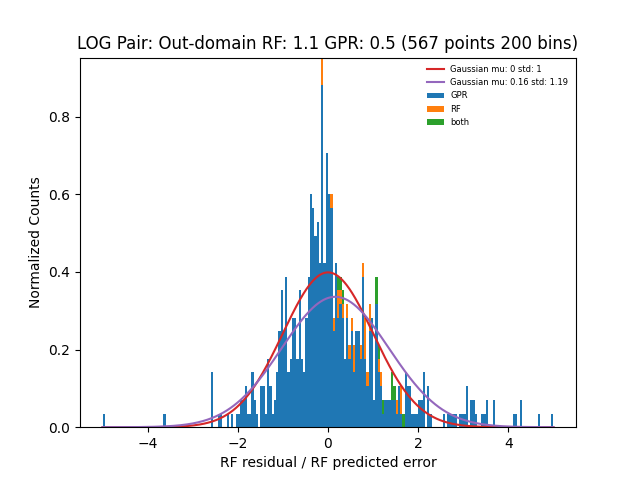 LOG Pair: Out-domain RF: 1.1 GPR: 0.5 (567 points 200 bins)
Gaussian mu: 0 std: 1
Gaussian mu: 0.16 std: 1.19
GPR
RF
both
Normalized Counts
0.8
0.6
0.4
0.2
0.0
−4
−2
0
2
4
RF residual / RF predicted error